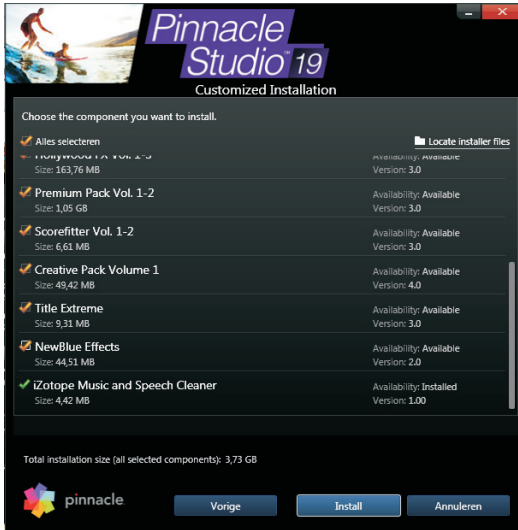 Pinnacle
Studio™ 19
Customized Installation
Choose the component you want to install.
Alles selecteren
Locate installer files
Hollywood FX Vol. 1-3
Availability: Available
Size: 163,76 MB
Version: 3.0
Premium Pack Vol. 1-2
Availability: Available
Size: 1,05 GB
Version: 3.0
Scorefitter Vol. 1-2
Availability: Available
Size: 6,61 MB
Version: 3.0
Creative Pack Volume 1
Availability: Available
Size: 49,42 MB
Version: 4.0
Title Extreme
Availability: Available
Size: 9,31 MB
Version: 3.0
NewBlue Effects
Availability: Available
Size: 44,51 MB
Version: 2.0
iZotope Music and Speech Cleaner
Availability: Installed
Size: 4,42 MB
Version: 1.00
Total installation size (all selected components): 3,73 GB
pinnacle.
Vorige
Install
Annuleren